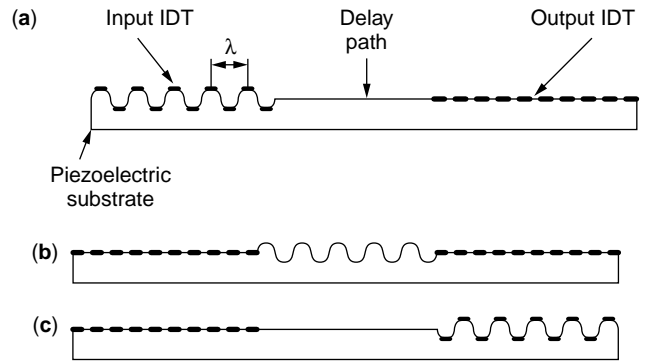 (a)
Input IDT
λ
Delay
path
Output IDT
Piezoelectric
substrate
(b)
(c)